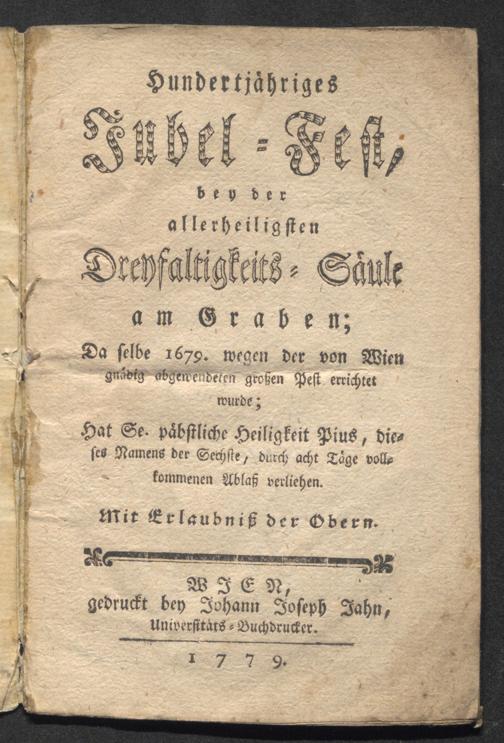 Hundertjähriges
Jubel-Fest,
bey der
allerheiligsten
Dreyfaltigkeits-Säule
am Graben;
Da selbe 1679. wegen der von Wien
gnädig abgewendeten großen Pest errichtet
wurde;
Hat Se. päbstliche Heiligkeit Pius, die-
ses Namens der Sechste, durch acht Täge voll-
kommenen Ablaß verliehen.
Mit Erlaubniß der Obern.
WIEN,
gedruckt bey Johann Joseph Jahn,
Universitäts-Buchdrucker.
1779.